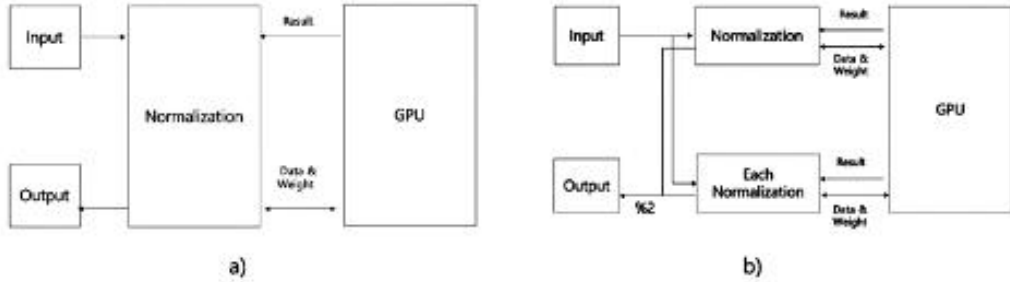 Input
Result
Normalization
GPU
Output
Data &
Weight
a)
Input
Normalization
Result
Data &
Weight
GPU
Output
%2
Each
Normalization
Result
Data &
Weight
b)